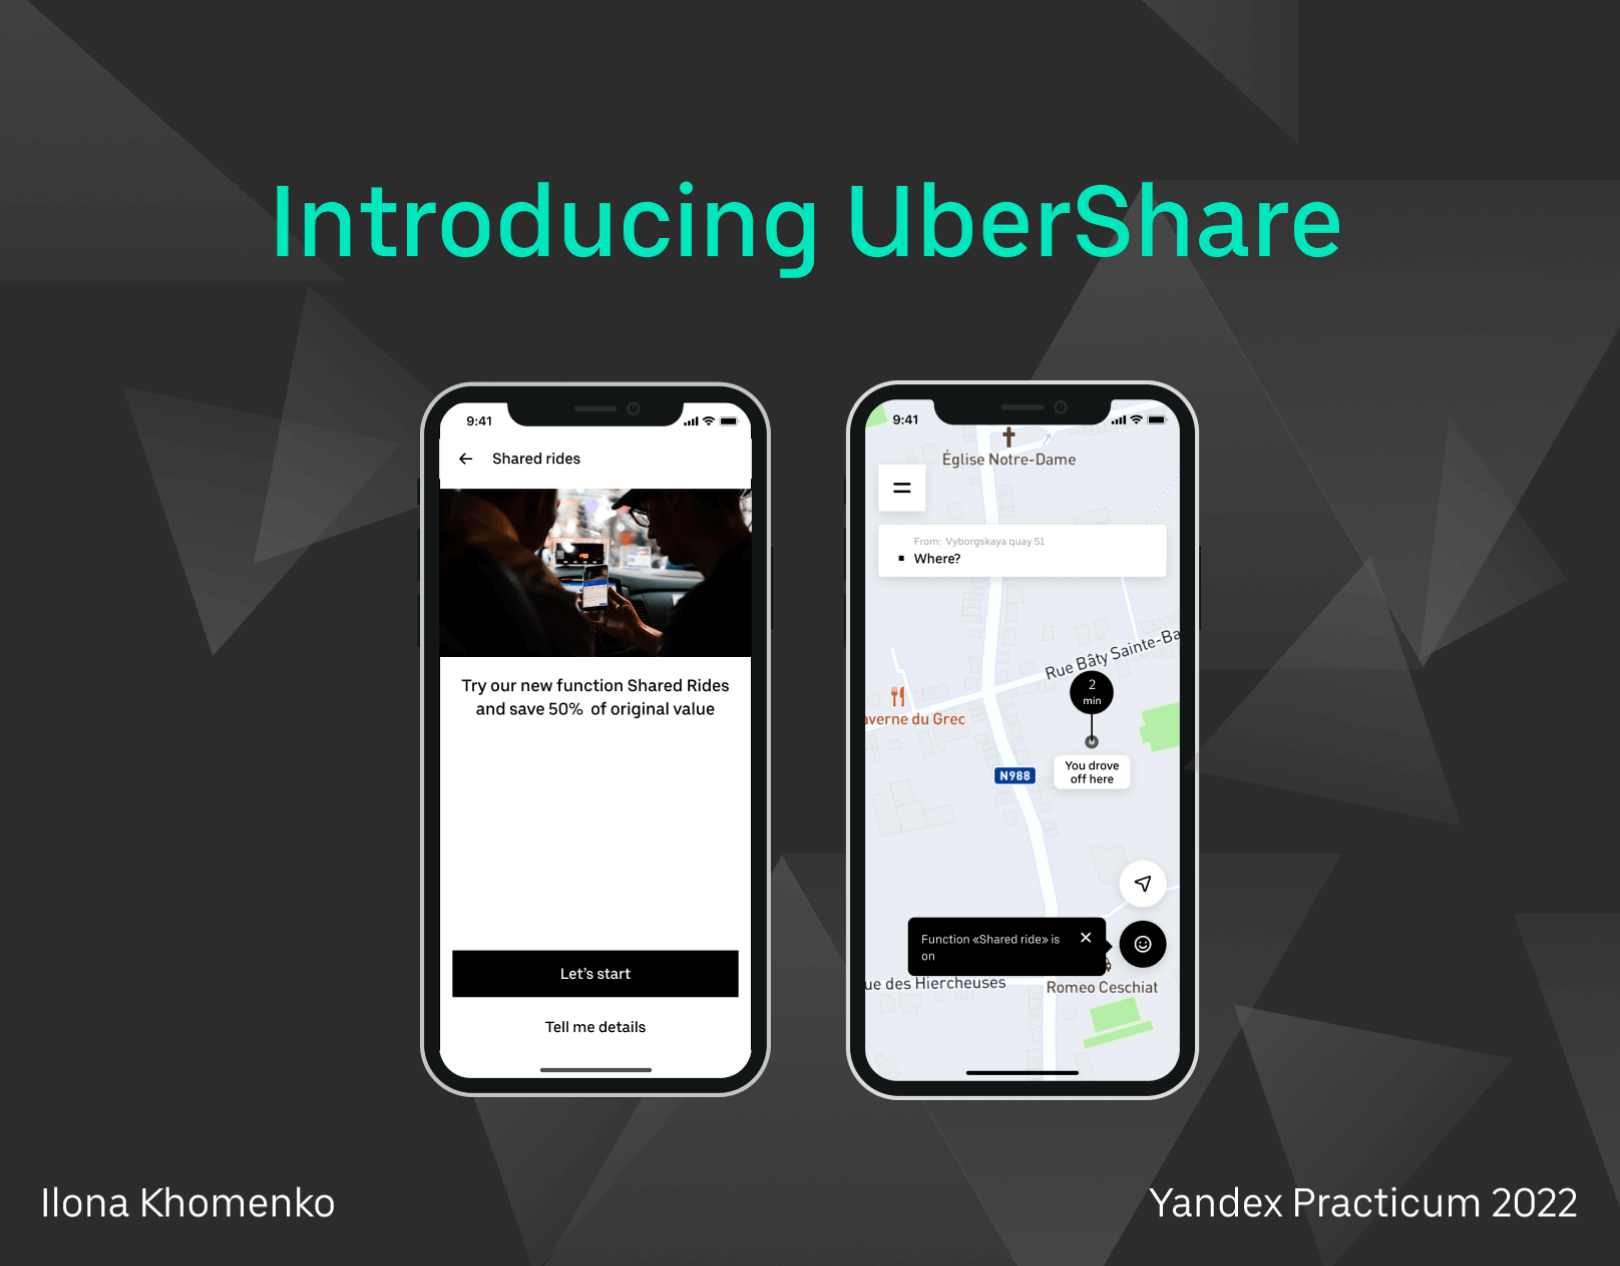 Introducing UberShare
9:41
Shared rides
Try our new function Shared Rides
and save 50% of original value
Let's start
Tell me details
9:41
Église Notre-Dame
From: Vyborgskaya quay 51
Where?
Rue Bâty Sainte-Ba
2
min
averne du Grec
You drove
off here
N988
Function «Shared ride» is
on
ue des Hiercheuses
Romeo Ceschiat
Ilona Khomenko
Yandex Practicum 2022